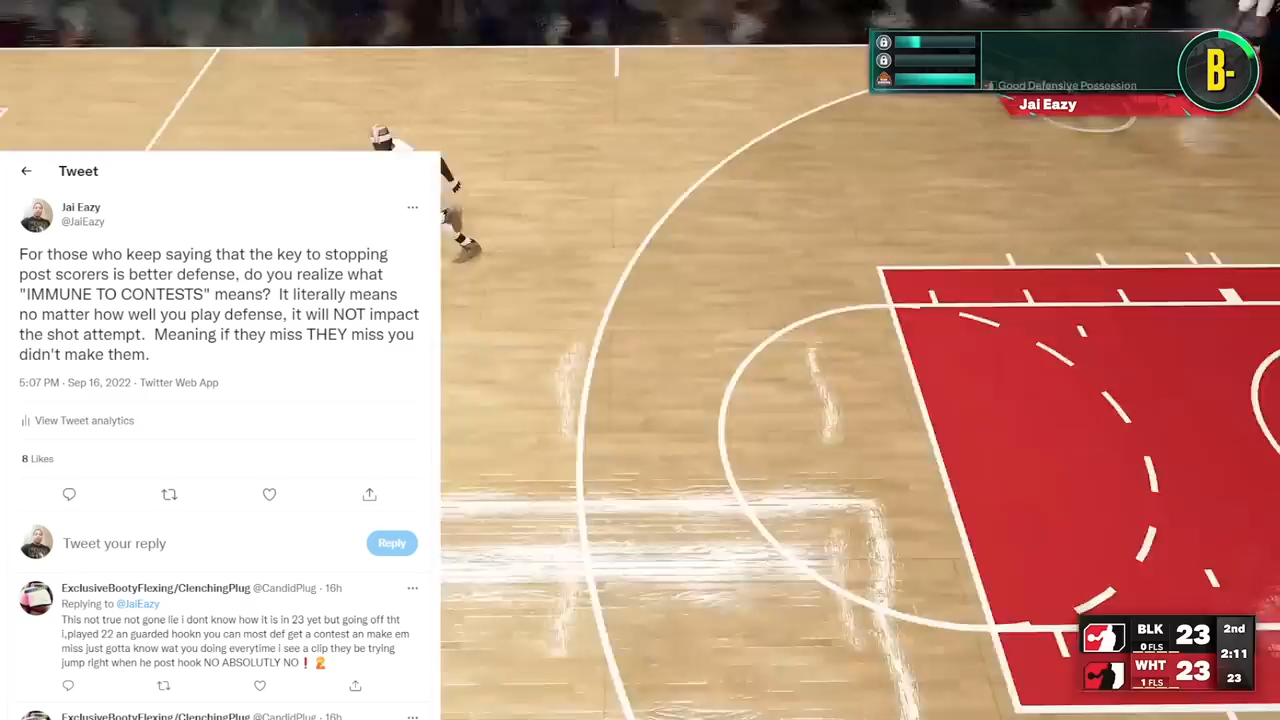 B-
Good Defensive Possession
Jai Eazy
Tweet
Jai Eazy
@JaiEazy
For those who keep saying that the key to stopping
post scorers is better defense, do you realize what
"IMMUNE TO CONTESTS" means?  It literally means
no matter how well you play defense, it will NOT impact
the shot attempt.  Meaning if they miss THEY miss you
didn't make them.
5:07 PM · Sep 16, 2022 · Twitter Web App
View Tweet analytics
8 Likes
Tweet your reply
Reply
ExclusiveBootyFlexing/ClenchingPlug @CandidPlug · 16h
Replying to @JaiEazy
This not true not gone lie i dont know how it is in 23 yet but going off tht
i,played 22 an guarded hookn you can most def get a contest an make em
miss just gotta know wat you doing everytime i see a clip they be trying
jump right when he post hook NO ABSOLUTLY NO❗ 2
ExclusiveBootyFlexing/ClenchingPlug @CandidPlug · 16h
BLK 23 2nd
0 FLS
2:11
WHT 23
1 FLS 23